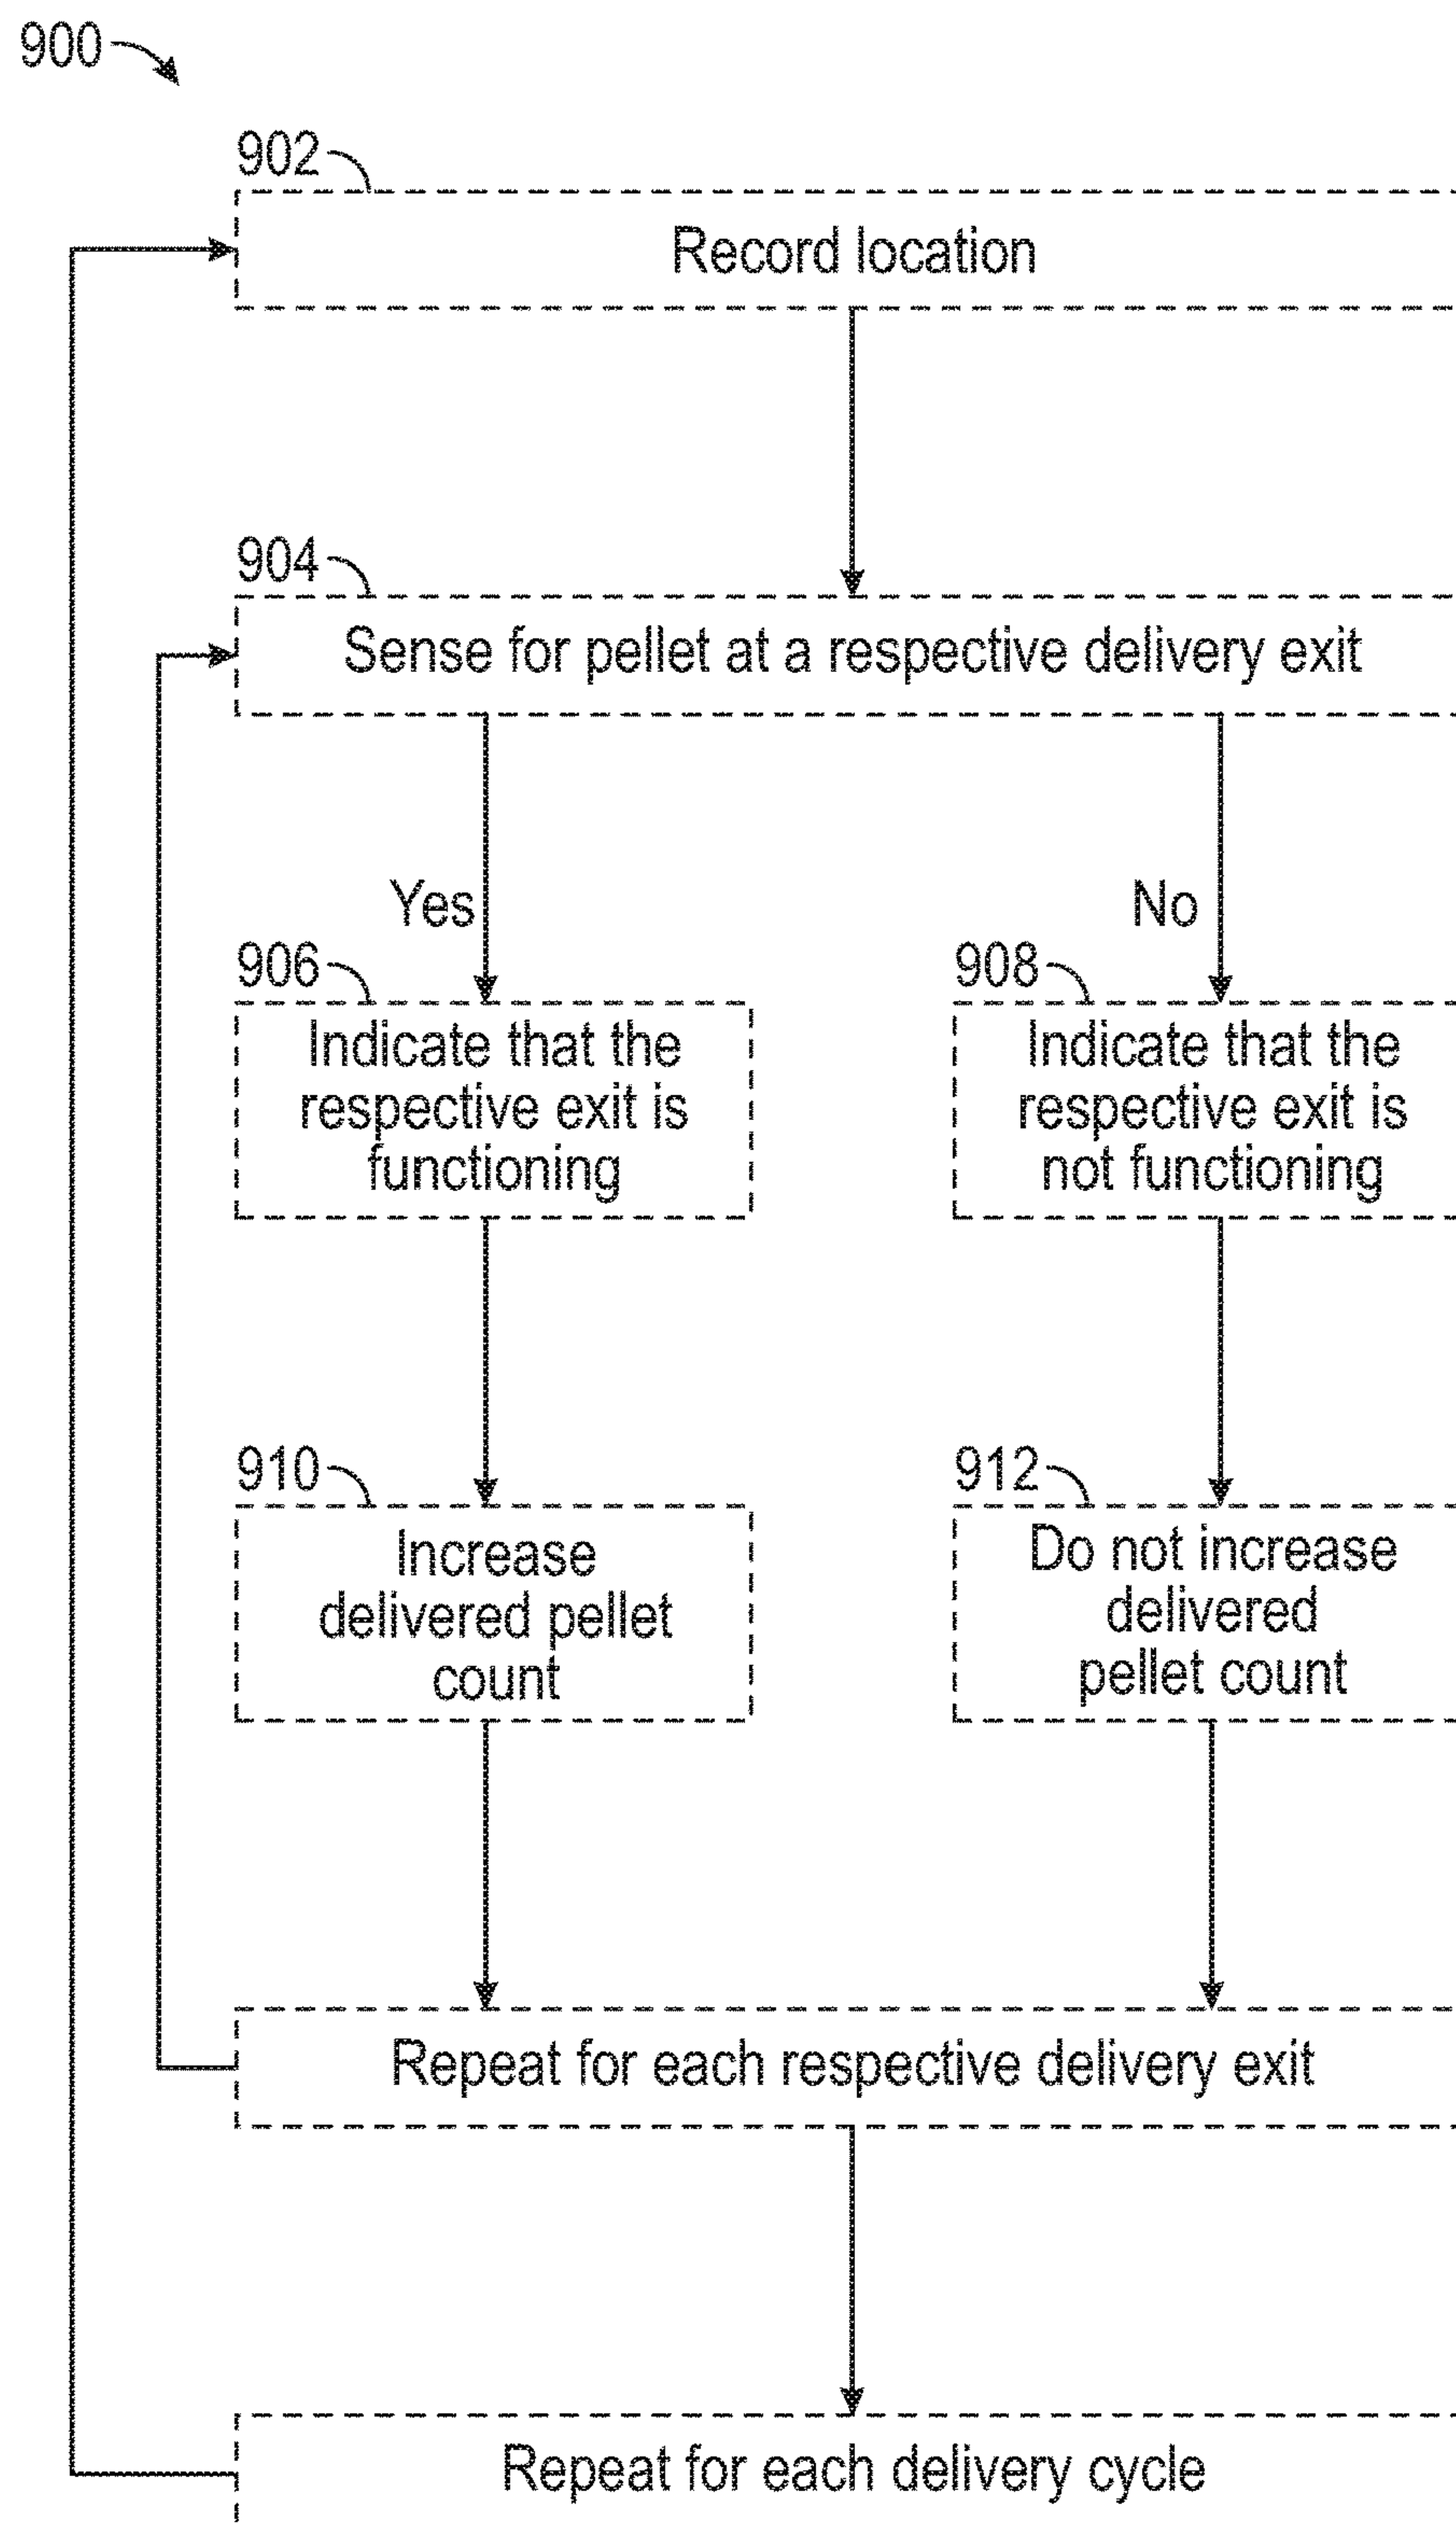 900
902
Record location
904
Sense for pellet at a respective delivery exit
Yes
No
906
Indicate that the
respective exit is
functioning
908
Indicate that the
respective exit is
not functioning
910
Increase
delivered pellet
count
912
Do not increase
delivered
pellet count
Repeat for each respective delivery exit
Repeat for each delivery cycle